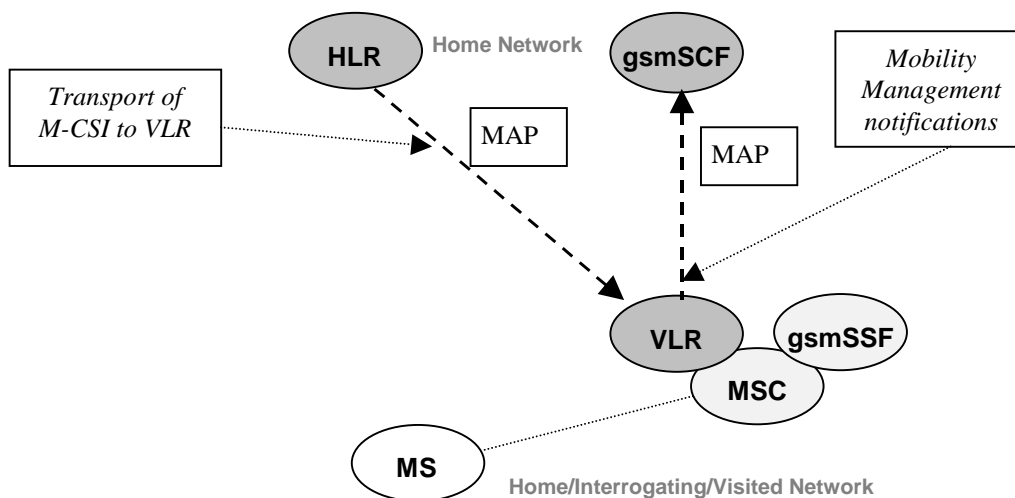 HLR
Home Network
gsmSCF
Mobility
Management
notifications
Transport of
M-CSI to VLR
MAP
MAP
VLR
gsmSSF
MSC
MS
Home/Interrogating/Visited Network